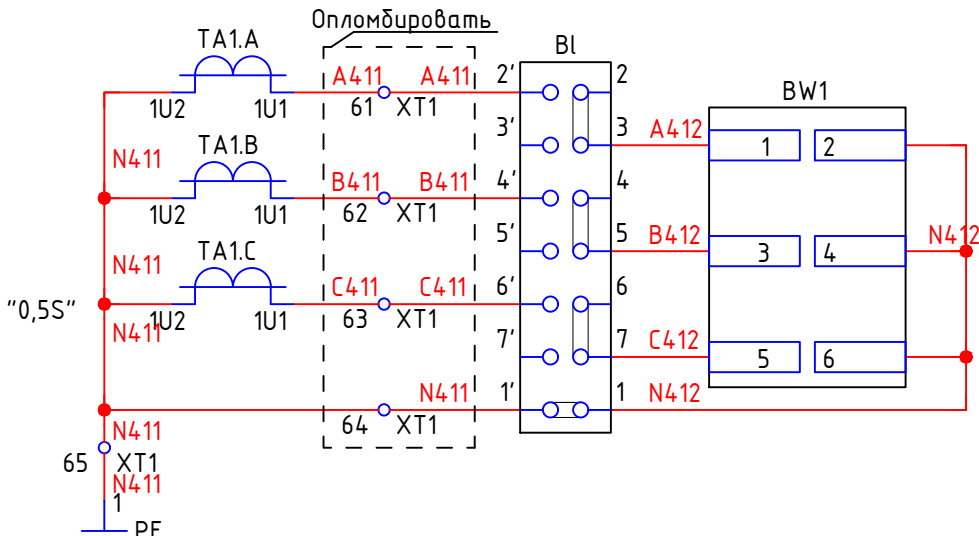 Опломбировать
TA1.A
Bl
A411 A411
2' 2
BW1
1U2 1U1 61 XT1
3' 3
A412
1 2
N411
TA1.B
B411 B411
4' 4
1U2 1U1 62 XT1
5' 5
B412
3 4
N412
N411
TA1.C
C411 C411
6' 6
"0,5S"
1U2 1U1 63 XT1
N411
7' 7
C412
5 6
N411
1' 1
N412
64 XT1
N411
65 XT1
N411
1
PE